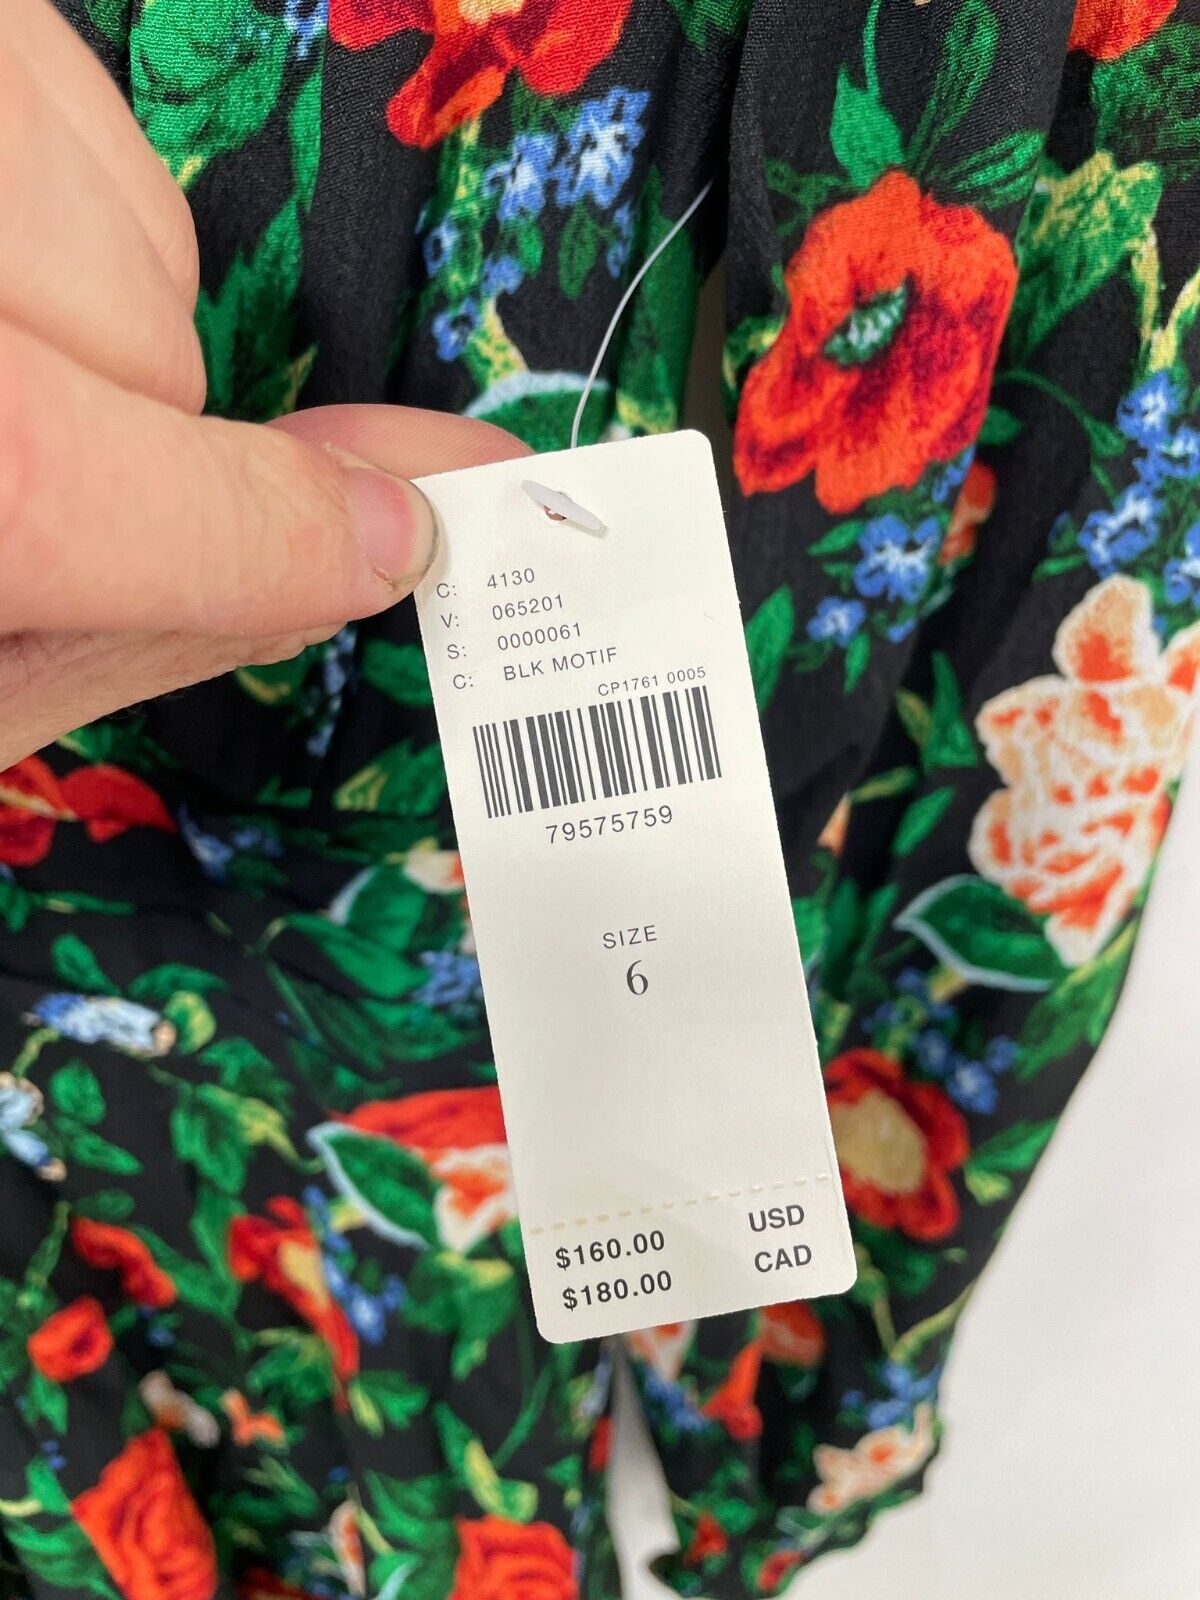 C: 4130
V: 065201
S: 0000061
C: BLK MOTIF
CP1761 0005
79575759
SIZE
6
$160.00 USD
$180.00 CAD